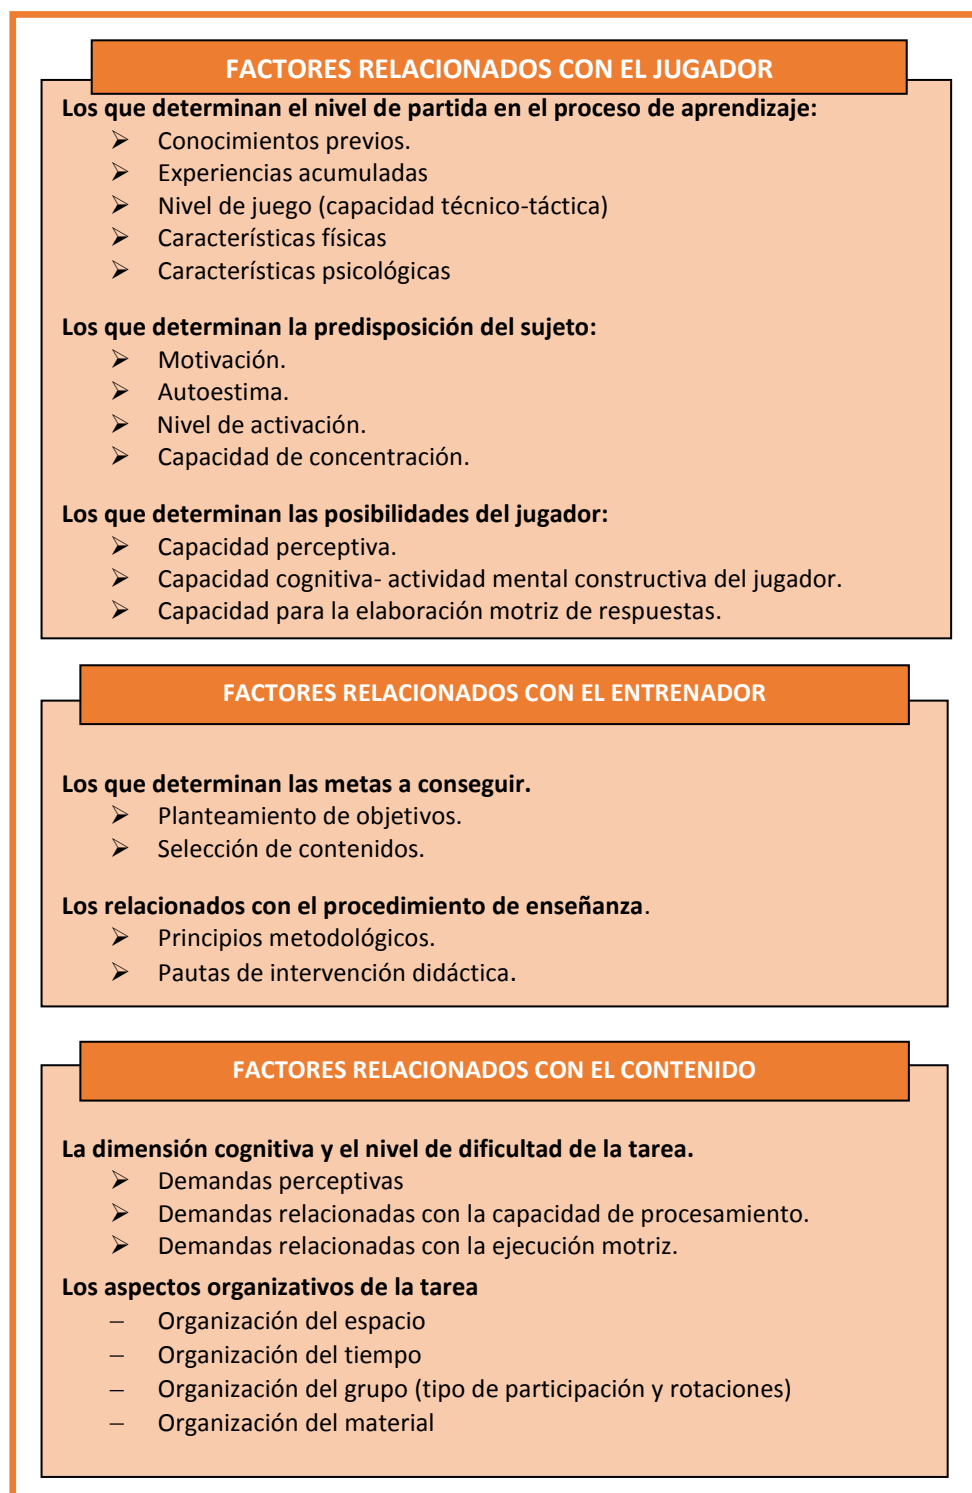 FACTORES RELACIONADOS CON EL JUGADOR
Los que determinan el nivel de partida en el proceso de aprendizaje:
➢ Conocimientos previos.
➢ Experiencias acumuladas
➢ Nivel de juego (capacidad técnico-táctica)
➢ Características físicas
➢ Características psicológicas
Los que determinan la predisposición del sujeto:
➢ Motivación.
➢ Autoestima.
➢ Nivel de activación.
➢ Capacidad de concentración.
Los que determinan las posibilidades del jugador:
➢ Capacidad perceptiva.
➢ Capacidad cognitiva- actividad mental constructiva del jugador.
➢ Capacidad para la elaboración motriz de respuestas.
FACTORES RELACIONADOS CON EL ENTRENADOR
Los que determinan las metas a conseguir.
➢ Planteamiento de objetivos.
➢ Selección de contenidos.
Los relacionados con el procedimiento de enseñanza.
➢ Principios metodológicos.
➢ Pautas de intervención didáctica.
FACTORES RELACIONADOS CON EL CONTENIDO
La dimensión cognitiva y el nivel de dificultad de la tarea.
➢ Demandas perceptivas
➢ Demandas relacionadas con la capacidad de procesamiento.
➢ Demandas relacionadas con la ejecución motriz.
Los aspectos organizativos de la tarea
– Organización del espacio
– Organización del tiempo
– Organización del grupo (tipo de participación y rotaciones)
– Organización del material